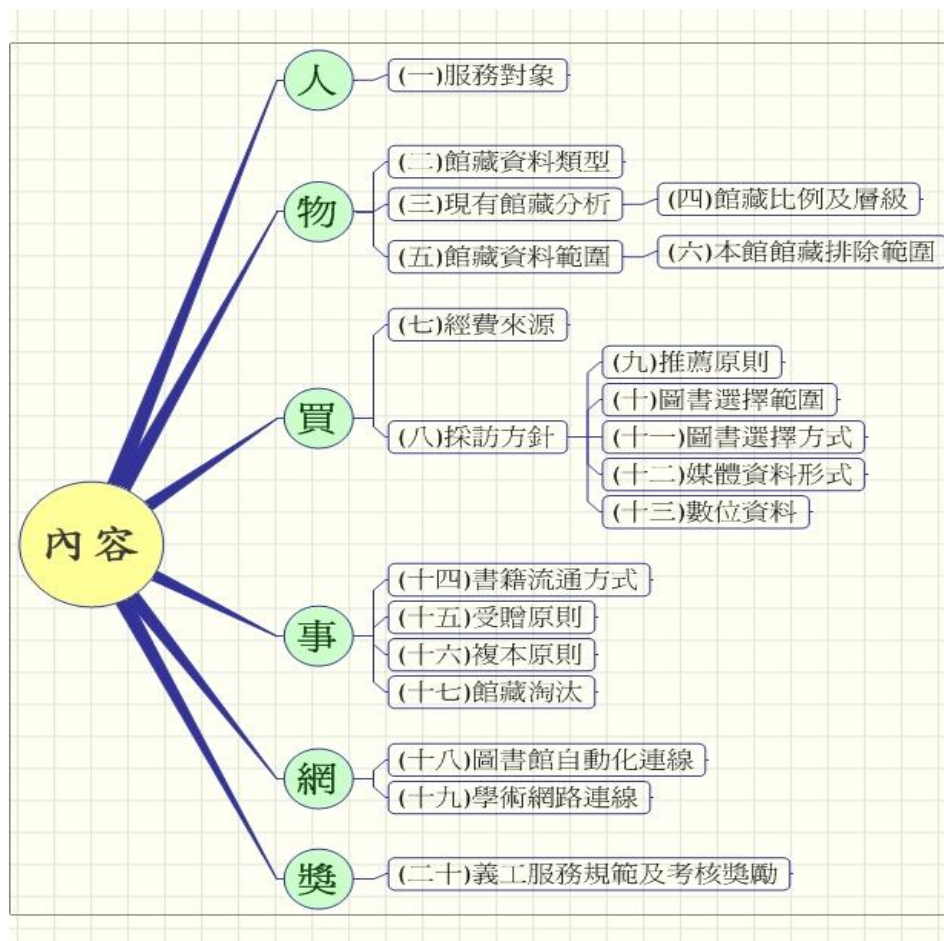 內容
人
(一)服務對象
物
(二)館藏資料類型
(三)現有館藏分析
(四)館藏比例及層級
(五)館藏資料範圍
(六)本館館藏排除範圍
買
(七)經費來源
(八)採訪方針
(九)推薦原則
(十)圖書選擇範圍
(十一)圖書選擇方式
(十二)媒體資料形式
(十三)數位資料
事
(十四)書籍流通方式
(十五)受贈原則
(十六)複本原則
(十七)館藏淘汰
網
(十八)圖書館自動化連線
(十九)學術網路連線
獎
(二十)義工服務規範及考核獎勵